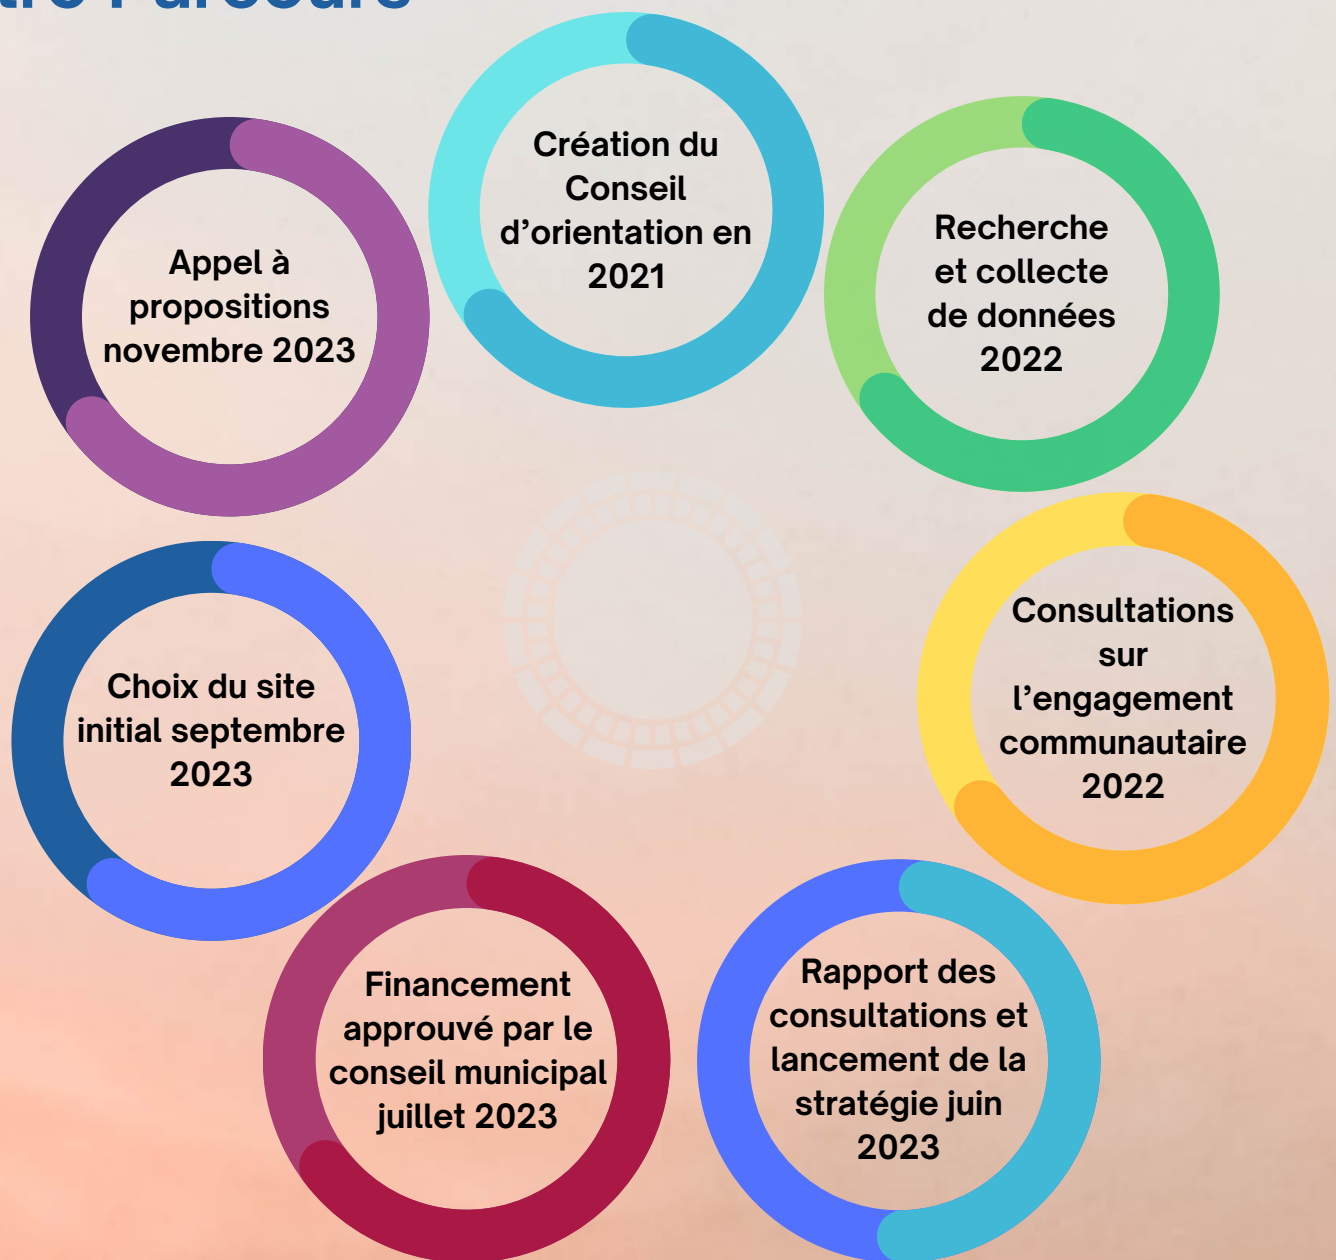 Parcours
Création du
Conseil
d’orientation en
2021
Recherche
et collecte
de données
2022
Consultations
sur
l’engagement
communautaire
2022
Rapport des
consultations et
lancement de la
stratégie juin
2023
Financement
approuvé par le
conseil municipal
juillet 2023
Choix du site
initial septembre
2023
Appel à
propositions
novembre 2023